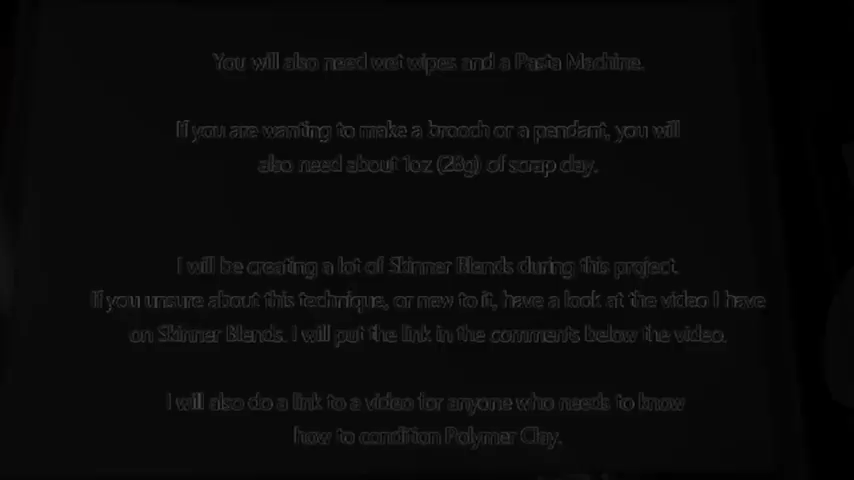 You will also need wet wipes and a Pasta Machine.
If you are wanting to make a brooch or a pendant, you will
also need about 1oz (28g) of scrap clay.
I will be creating a lot of Skinner Blends during this project.
If you unsure about this technique, or new to it, have a look at the video I have
on Skinner Blends. I will put the link in the comments below the video.
I will also do a link to a video for anyone who needs to know
how to condition Polymer Clay.